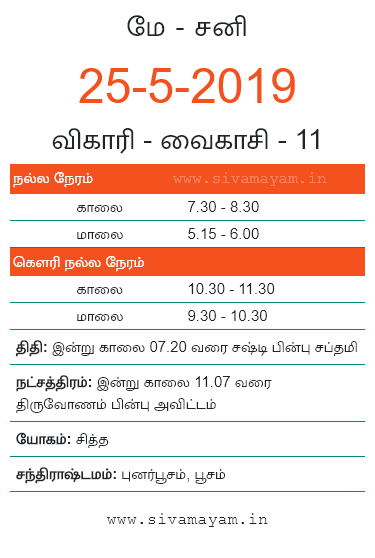 மே - சனி
25-5-2019
விகாரி - வைகாசி - 11
நல்ல நேரம் www.sivamayam.in
காலை 7.30 - 8.30
மாலை 5.15 - 6.00
கௌரி நல்ல நேரம்
காலை 10.30 - 11.30
மாலை 9.30 - 10.30
திதி: இன்று காலை 07.20 வரை சஷ்டி பின்பு சப்தமி
நட்சத்திரம்: இன்று காலை 11.07 வரை
திருவோணம் பின்பு அவிட்டம்
யோகம்: சித்த
சந்திராஷ்டமம்: புனர்பூசம், பூசம்
www.sivamayam.in